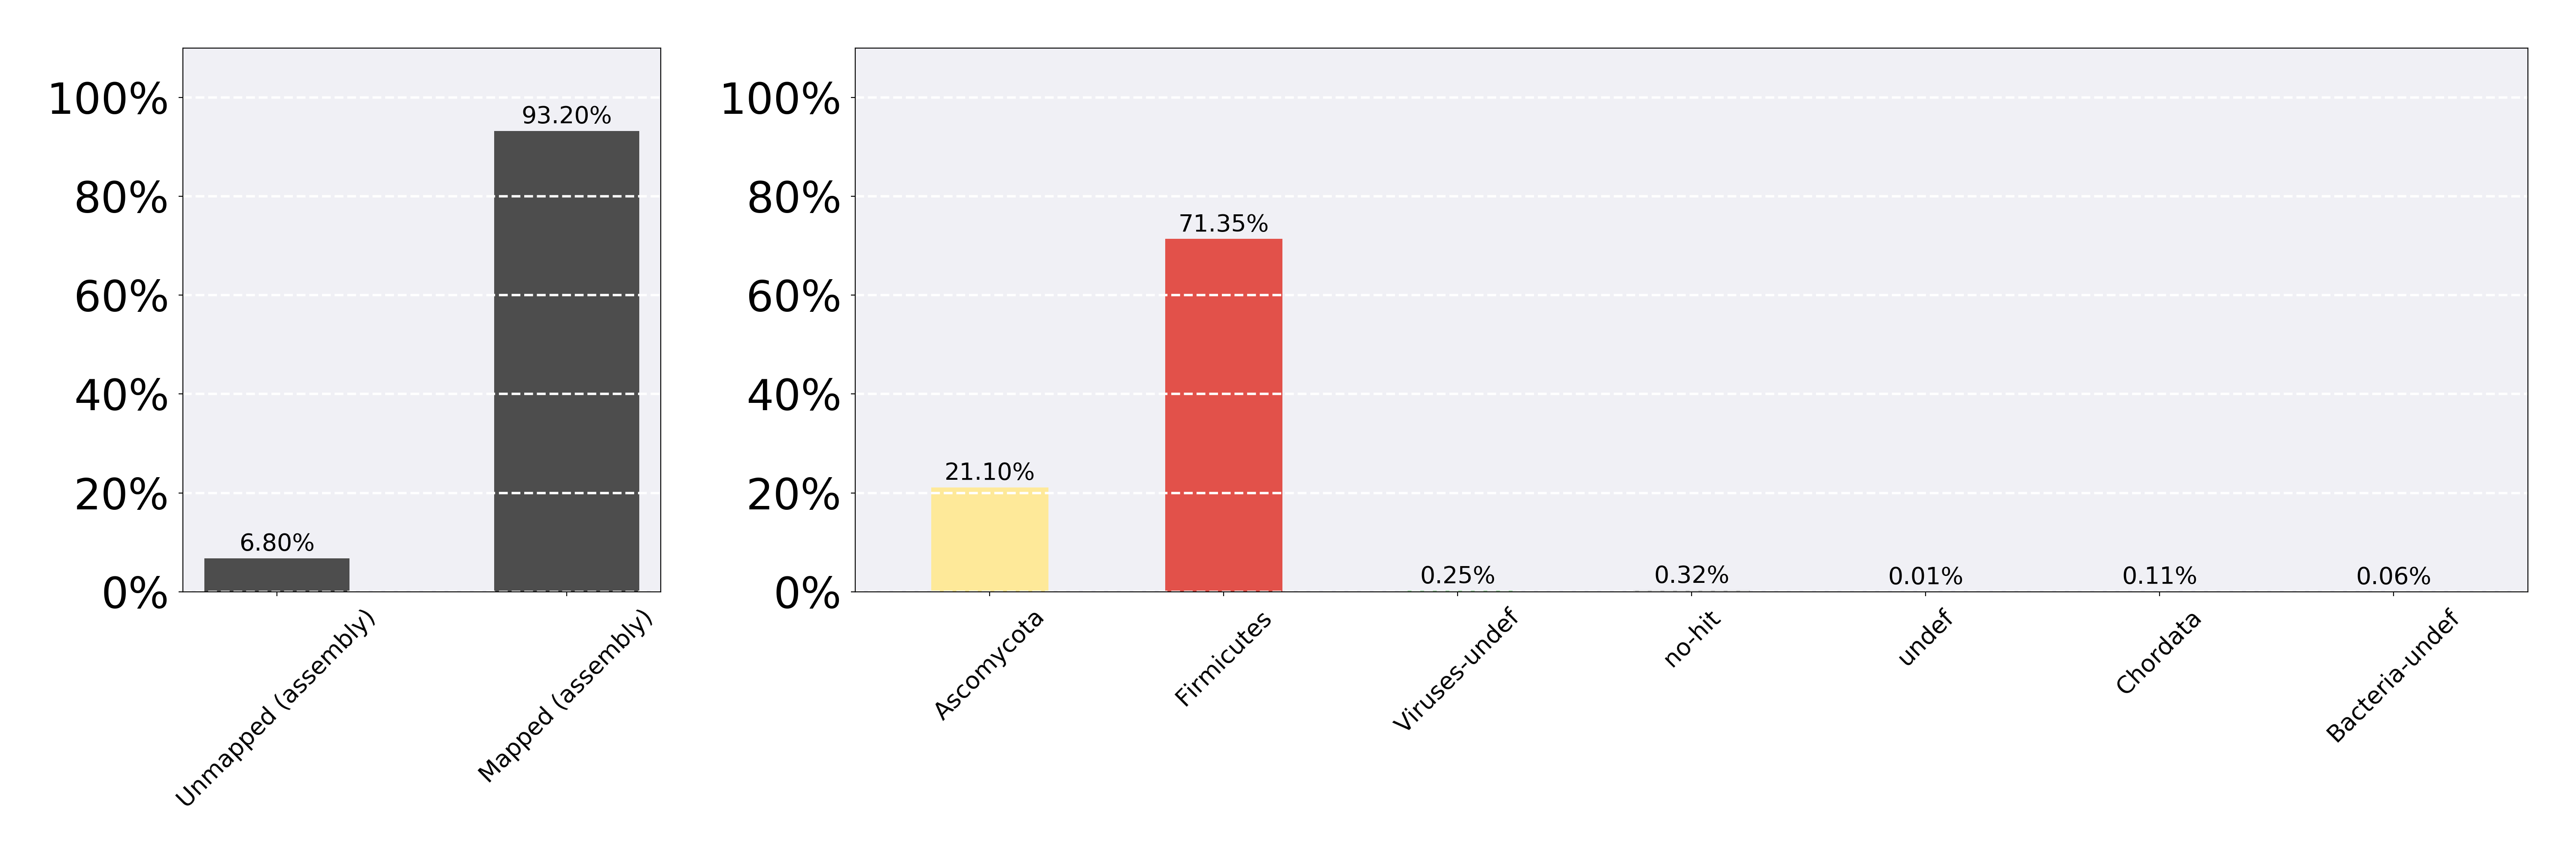 100%
80%
60%
40%
20%
0%
6.80%
93.20%
Unmapped (assembly)
Mapped (assembly)
100%
80%
60%
40%
20%
0%
21.10%
71.35%
0.25%
0.32%
0.01%
0.11%
0.06%
Ascomycota
Firmicutes
Viruses-undef
no-hit
undef
Chordata
Bacteria-undef